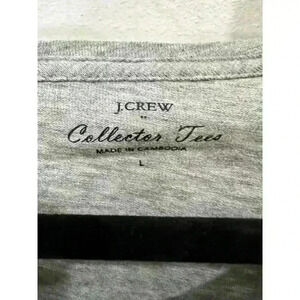 J.CREW
Collector Tees
MADE IN CAMBODIA
L